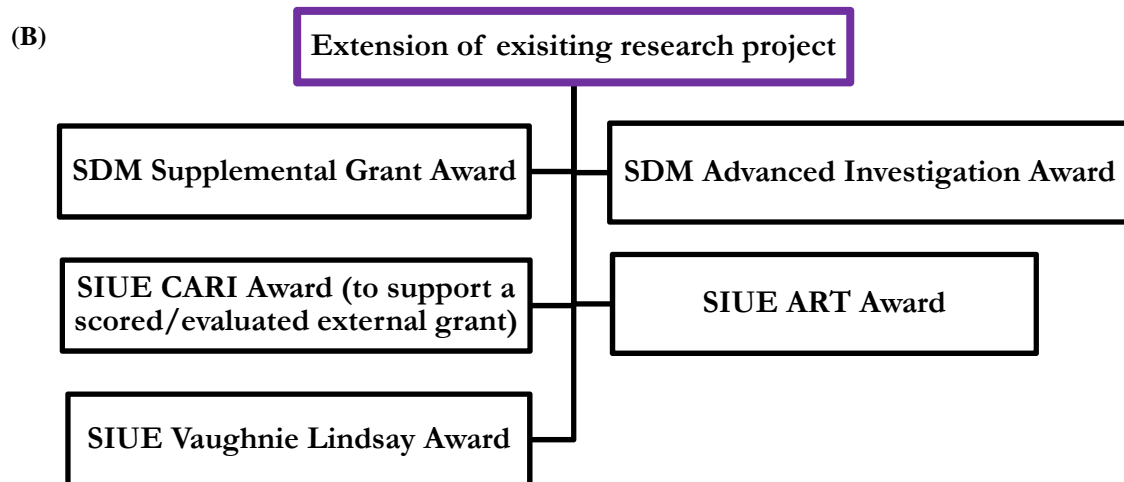 (B)
Extension of exisiting research project
SDM Supplemental Grant Award
SDM Advanced Investigation Award
SIUE CARI Award (to support a
scored/evaluated external grant)
SIUE ART Award
SIUE Vaughnie Lindsay Award